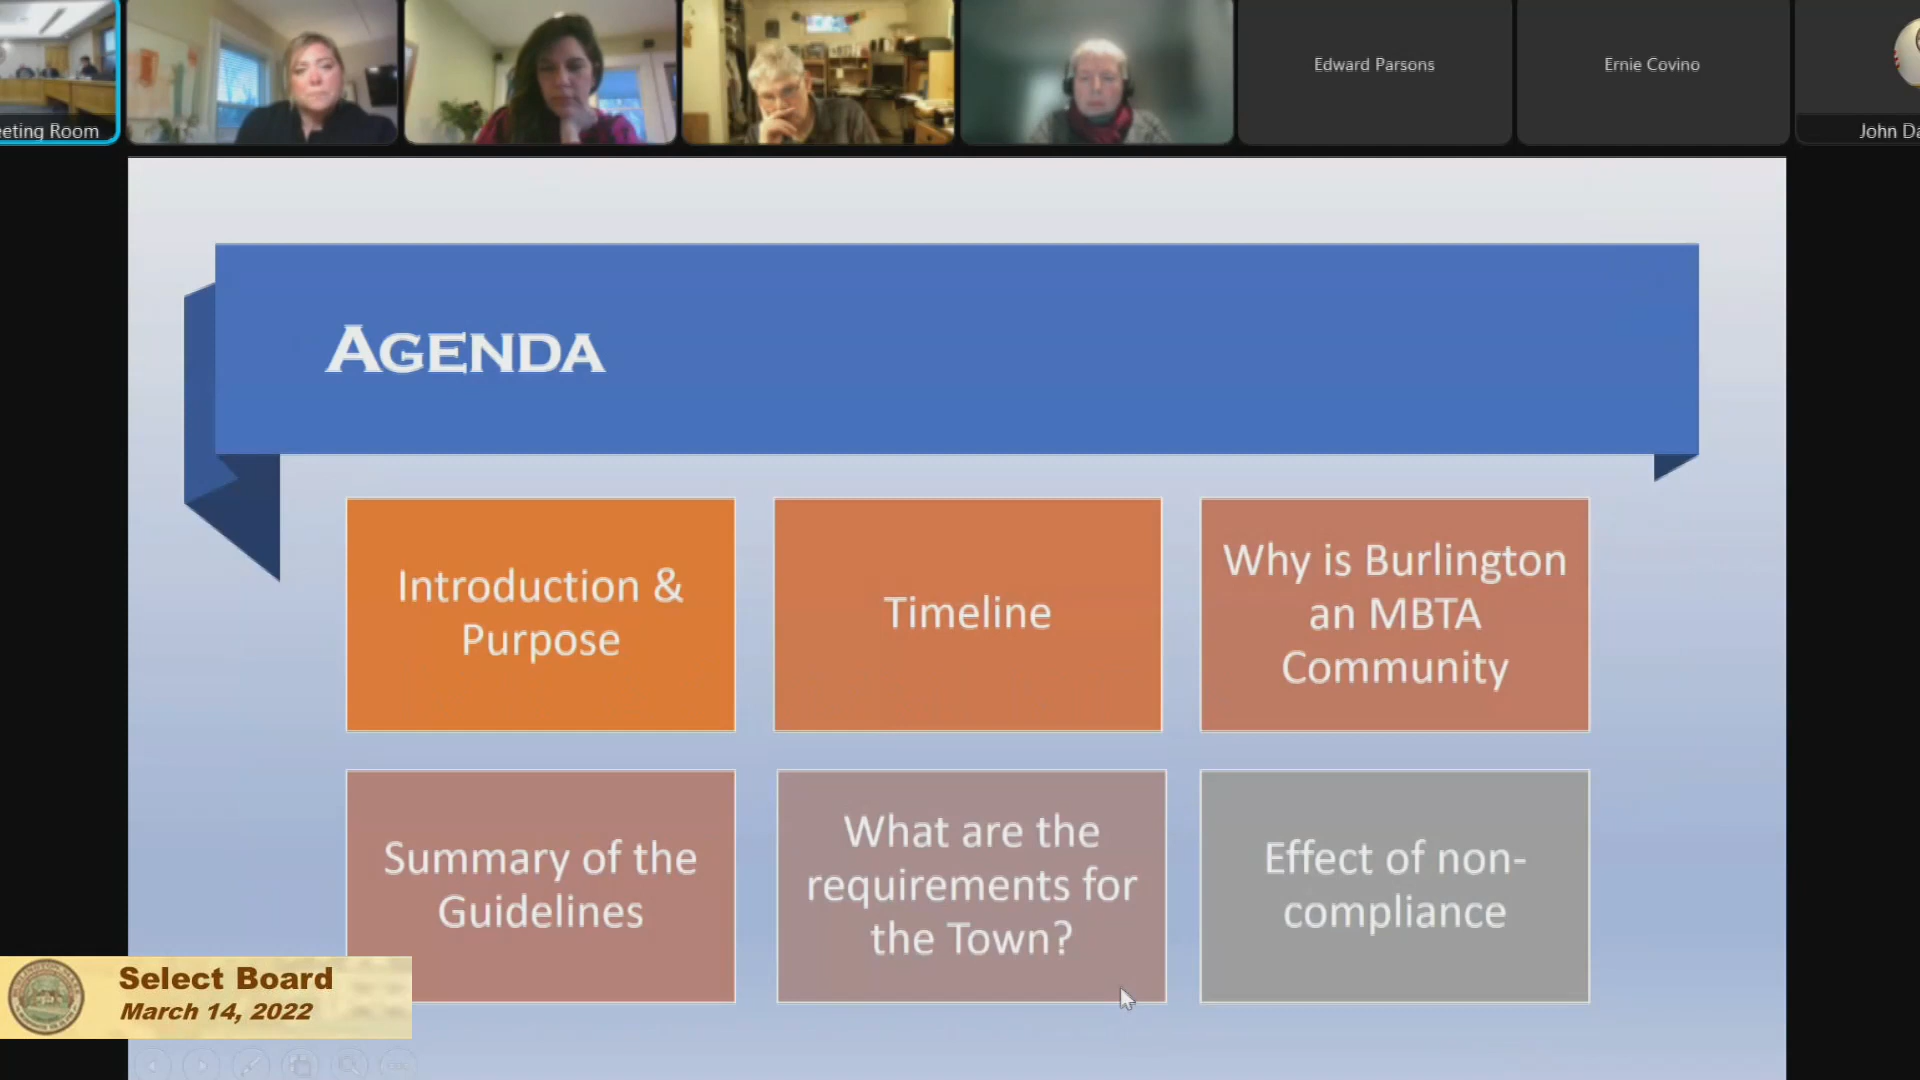 eeting Room
Edward Parsons
Ernie Covino
John Da
AGENDA
Introduction &
Purpose
Timeline
Why is Burlington
an MBTA
Community
Summary of the
Guidelines
What are the
requirements for
the Town?
Effect of non-
compliance
Select Board
March 14, 2022